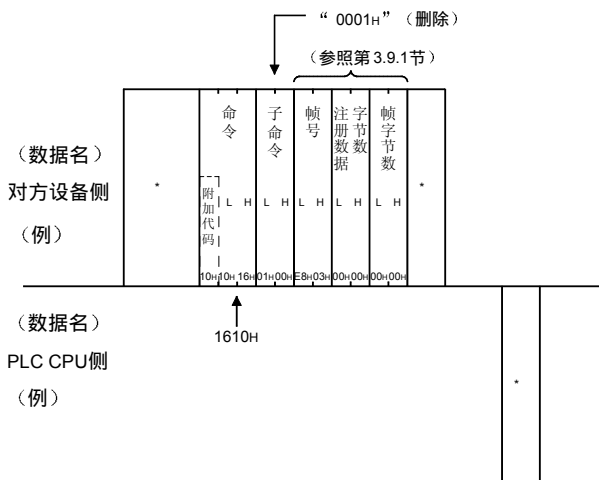 “ 0001H”（删除）
（参照第3.9.1节）
（数据名）
对方设备侧
（例）
*
命令
子命令
帧号
注册数据
字节数
帧字节数
*
附加代码
L H
L H
L H
L H
L H
10H 10H 16H 01H 00H E8H 03H 00H 00H 00H 00H
（数据名）
PLC CPU侧
（例）
1610H
*